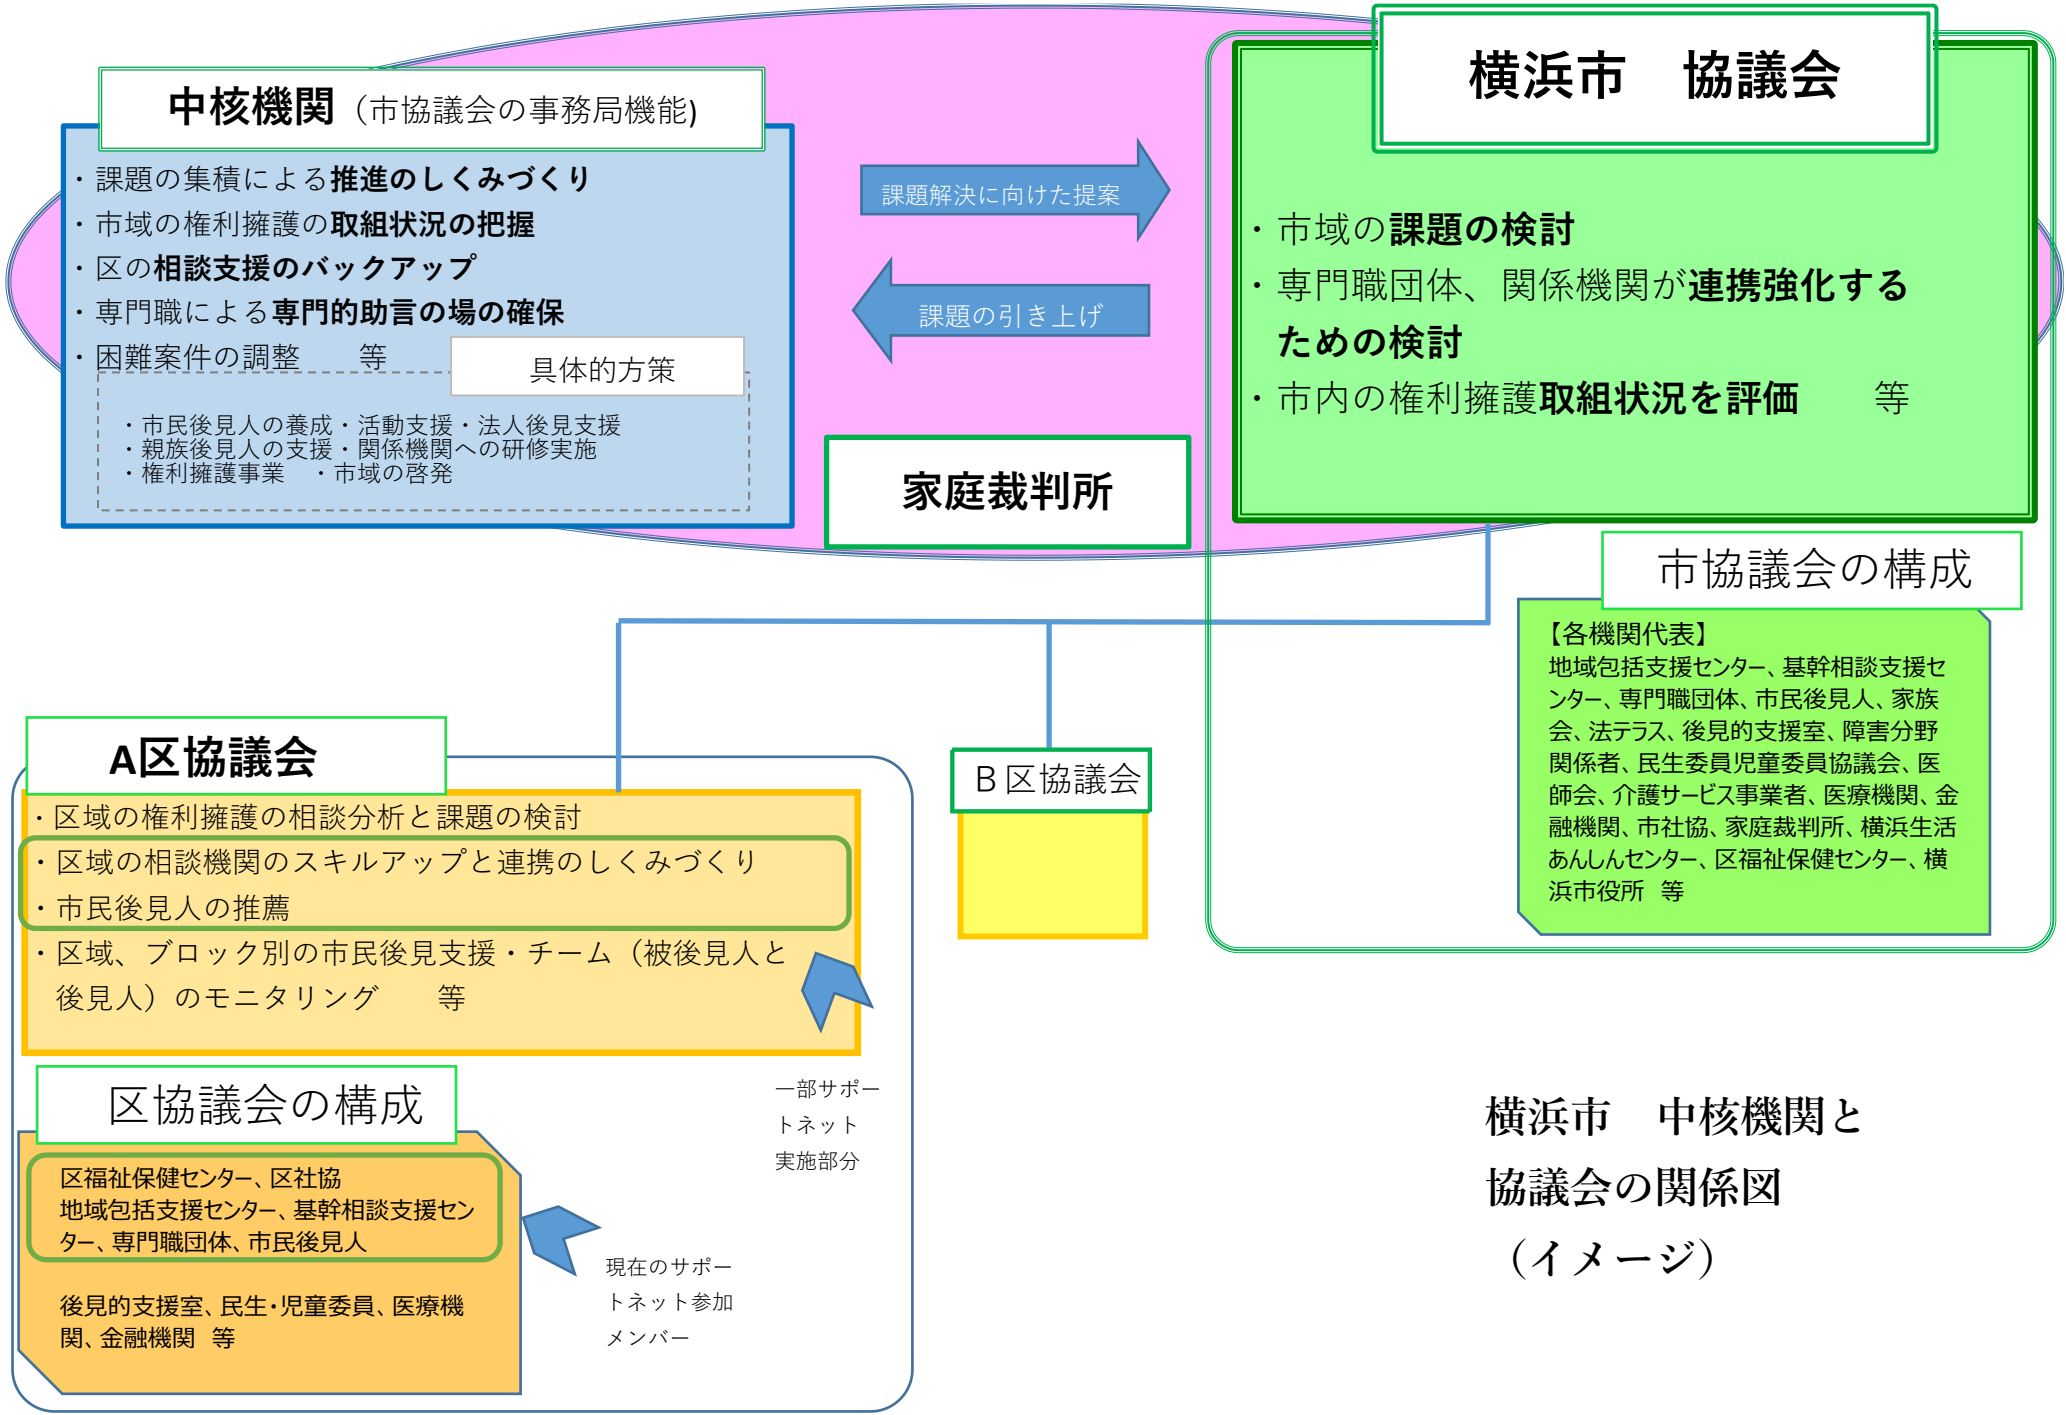 中核機関（市協議会の事務局機能)
・課題の集積による推進のしくみづくり
・市域の権利擁護の取組状況の把握
・区の相談支援のバックアップ
・専門職による専門的助言の場の確保
・困難案件の調整　　等
具体的方策
・市民後見人の養成・活動支援・法人後見支援
・親族後見人の支援・関係機関への研修実施
・権利擁護事業　・市域の啓発
課題解決に向けた提案
課題の引き上げ
家庭裁判所
横浜市　協議会
・市域の課題の検討
・専門職団体、関係機関が連携強化する
ための検討
・市内の権利擁護取組状況を評価　　等
市協議会の構成
【各機関代表】
地域包括支援センター、基幹相談支援セ
ンター、専門職団体、市民後見人、家族
会、法テラス、後見的支援室、障害分野
関係者、民生委員児童委員協議会、医
師会、介護サービス事業者、医療機関、金
融機関、市社協、家庭裁判所、横浜生活
あんしんセンター、区福祉保健センター、横
浜市役所　等
A区協議会
・区域の権利擁護の相談分析と課題の検討
・区域の相談機関のスキルアップと連携のしくみづくり
・市民後見人の推薦
・区域、ブロック別の市民後見支援・チーム（被後見人と
後見人）のモニタリング　　等
Ｂ区協議会
区協議会の構成
区福祉保健センター、区社協
地域包括支援センター、基幹相談支援セン
ター、専門職団体、市民後見人
後見的支援室、民生・児童委員、医療機
関、金融機関　等
一部サポー
トネット
実施部分
現在のサポー
トネット参加
メンバー
横浜市　中核機関と
協議会の関係図
（イメージ）